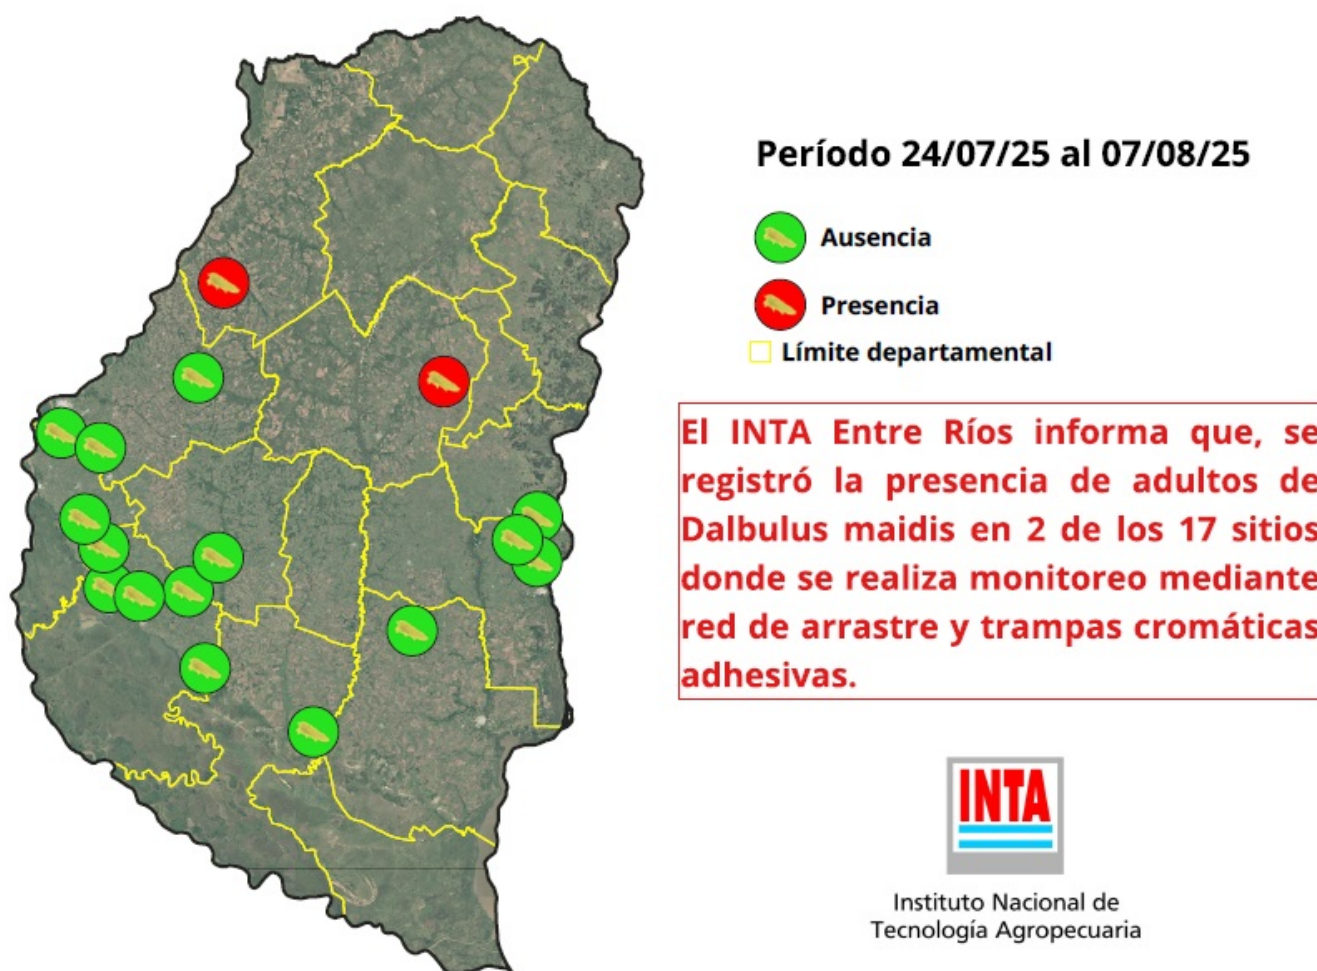 Período 24/07/25 al 07/08/25
Ausencia
Presencia
Límite departamental
El INTA Entre Ríos informa que, se
registró la presencia de adultos de
Dalbulus maidis en 2 de los 17 sitios
donde se realiza monitoreo mediante
red de arrastre y trampas cromáticas
adhesivas.
INTA
Instituto Nacional de
Tecnología Agropecuaria